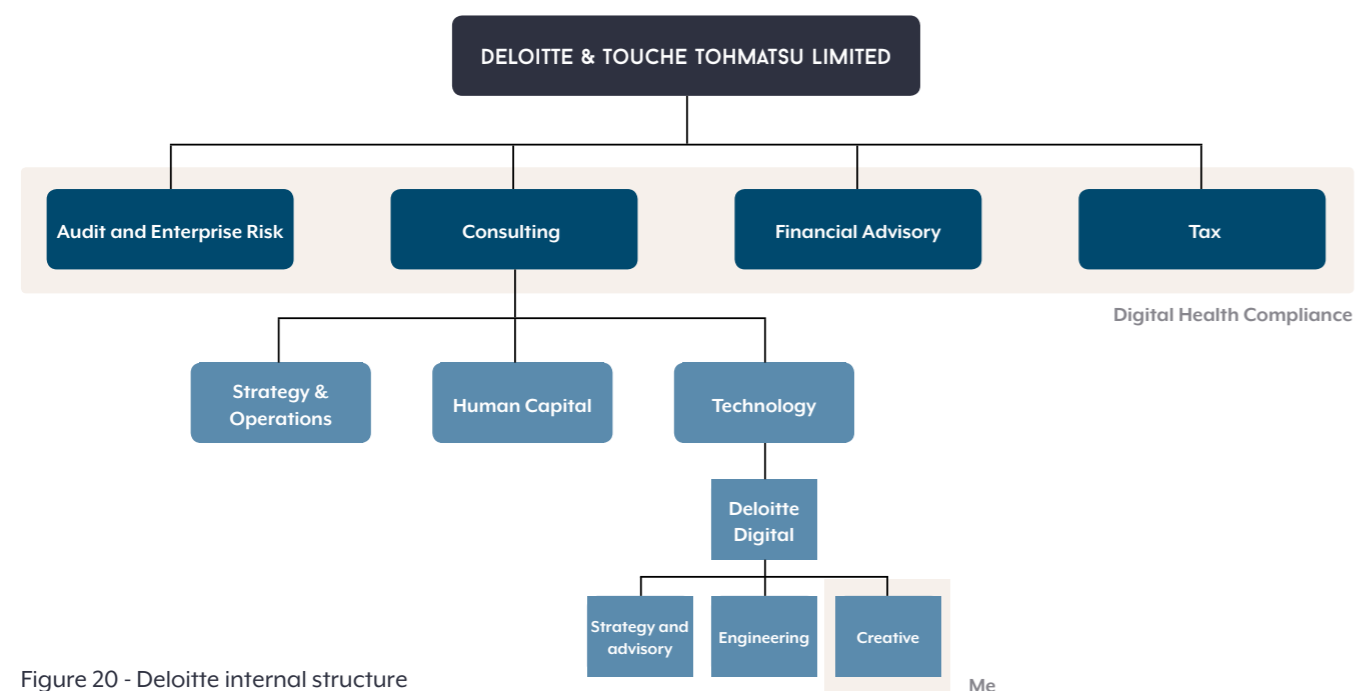 DELOITTE & TOUCHE TOHMATSU LIMITED
Audit and Enterprise Risk
Consulting
Financial Advisory
Tax
Digital Health Compliance
Strategy &
Operations
Human Capital
Technology
Deloitte
Digital
Strategy and
advisory
Engineering
Creative
Me
Figure 20 - Deloitte internal structure